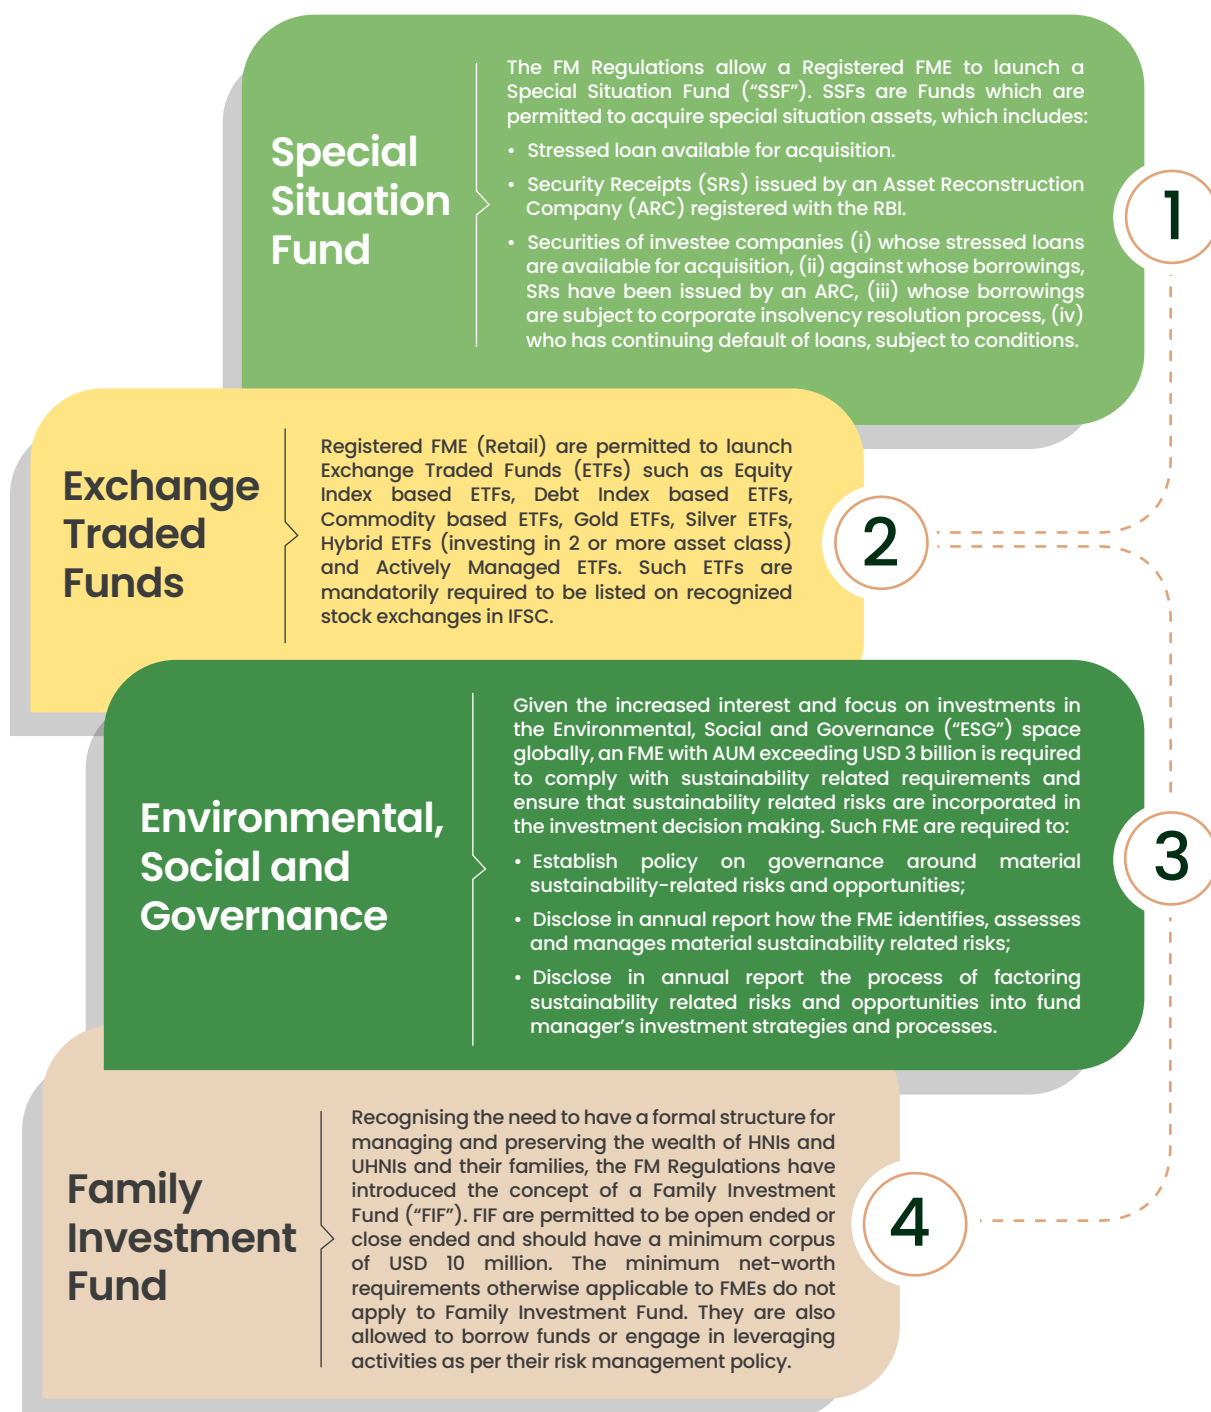 Special
Situation
Fund
The FM Regulations allow a Registered FME to launch a
Special Situation Fund (“SSF”). SSFs are Funds which are
permitted to acquire special situation assets, which includes:
• Stressed loan available for acquisition.
• Security Receipts (SRs) issued by an Asset Reconstruction
Company (ARC) registered with the RBI.
• Securities of investee companies (i) whose stressed loans
are available for acquisition, (ii) against whose borrowings,
SRs have been issued by an ARC, (iii) whose borrowings
are subject to corporate insolvency resolution process, (iv)
who has continuing default of loans, subject to conditions.
1
Exchange
Traded
Funds
Registered FME (Retail) are permitted to launch
Exchange Traded Funds (ETFs) such as Equity
Index based ETFs, Debt Index based ETFs,
Commodity based ETFs, Gold ETFs, Silver ETFs,
Hybrid ETFs (investing in 2 or more asset class)
and Actively Managed ETFs. Such ETFs are
mandatorily required to be listed on recognized
stock exchanges in IFSC.
2
Environmental,
Social and
Governance
Given the increased interest and focus on investments in
the Environmental, Social and Governance (“ESG”) space
globally, an FME with AUM exceeding USD 3 billion is required
to comply with sustainability related requirements and
ensure that sustainability related risks are incorporated in
the investment decision making. Such FME are required to:
• Establish policy on governance around material
sustainability-related risks and opportunities;
• Disclose in annual report how the FME identifies, assesses
and manages material sustainability related risks;
• Disclose in annual report the process of factoring
sustainability related risks and opportunities into fund
manager’s investment strategies and processes.
3
Family
Investment
Fund
Recognising the need to have a formal structure for
managing and preserving the wealth of HNIs and
UHNIs and their families, the FM Regulations have
introduced the concept of a Family Investment
Fund (“FIF”). FIF are permitted to be open ended or
close ended and should have a minimum corpus
of USD 10 million. The minimum net-worth
requirements otherwise applicable to FMEs do not
apply to Family Investment Fund. They are also
allowed to borrow funds or engage in leveraging
activities as per their risk management policy.
4